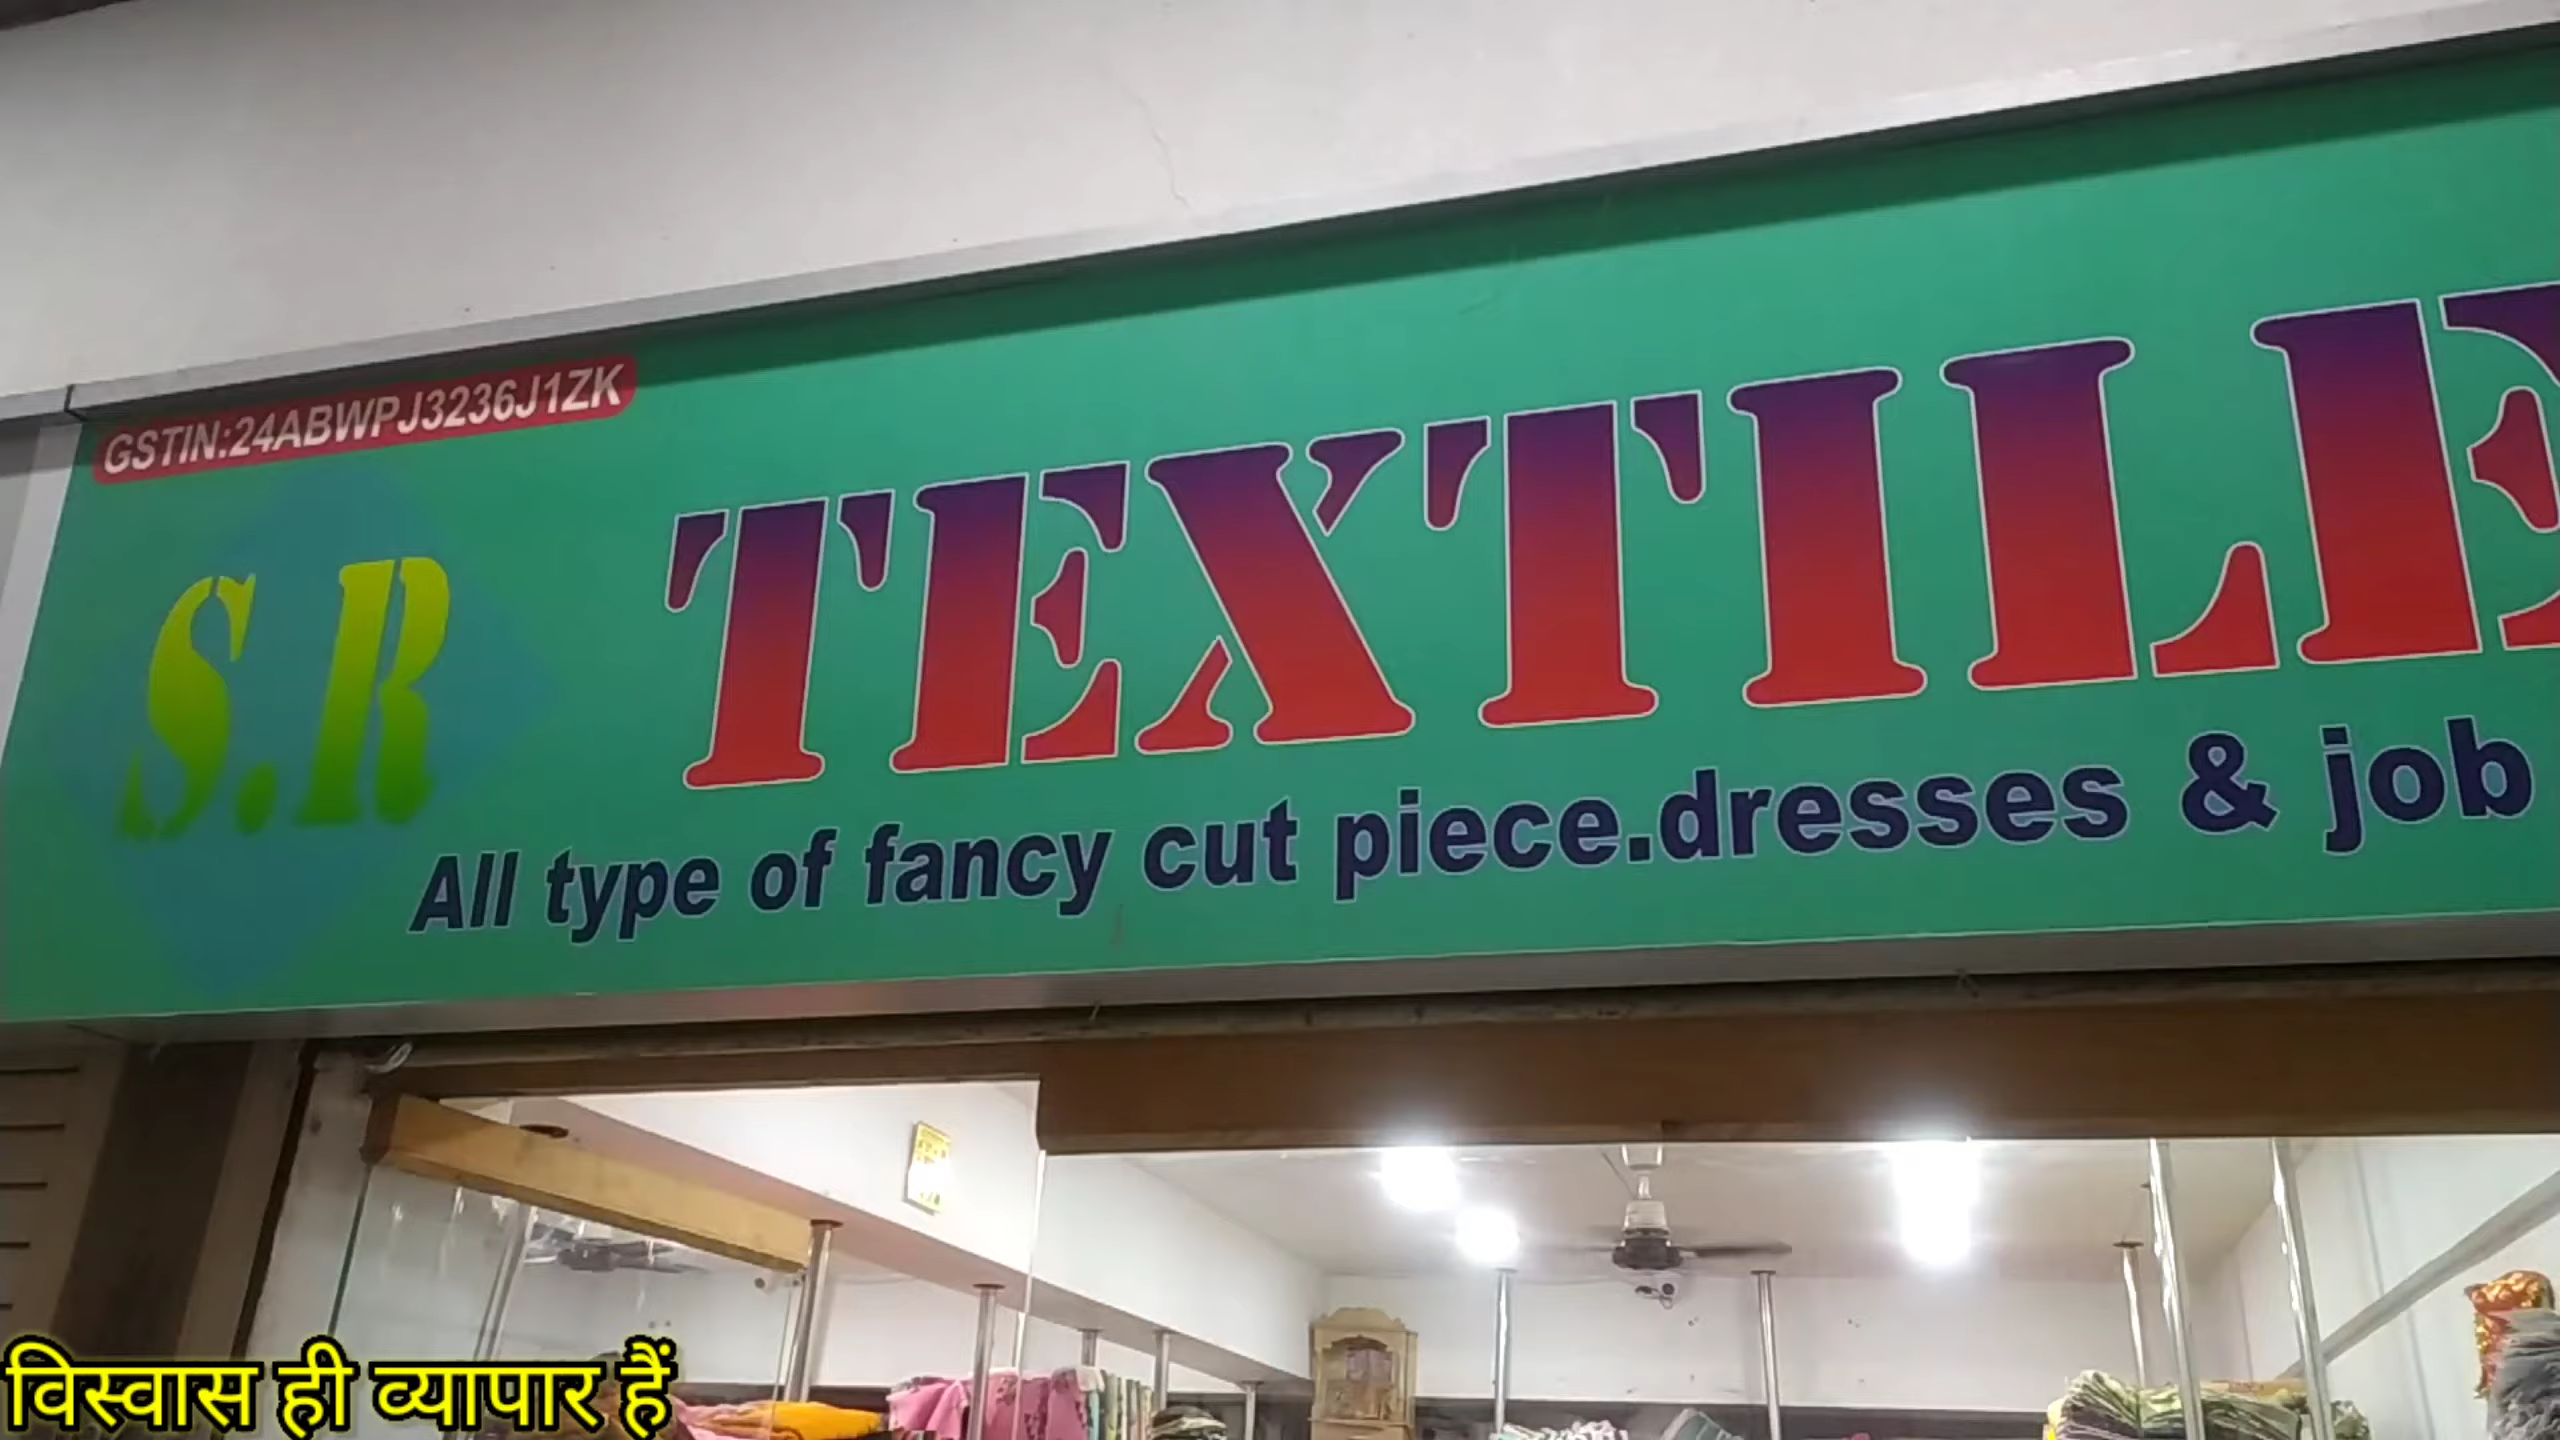 GSTIN:24ABWPJ3236J1ZK
S.R TEXTILE
All type of fancy cut piece.dresses & job
विस्वास ही व्यापार हैं